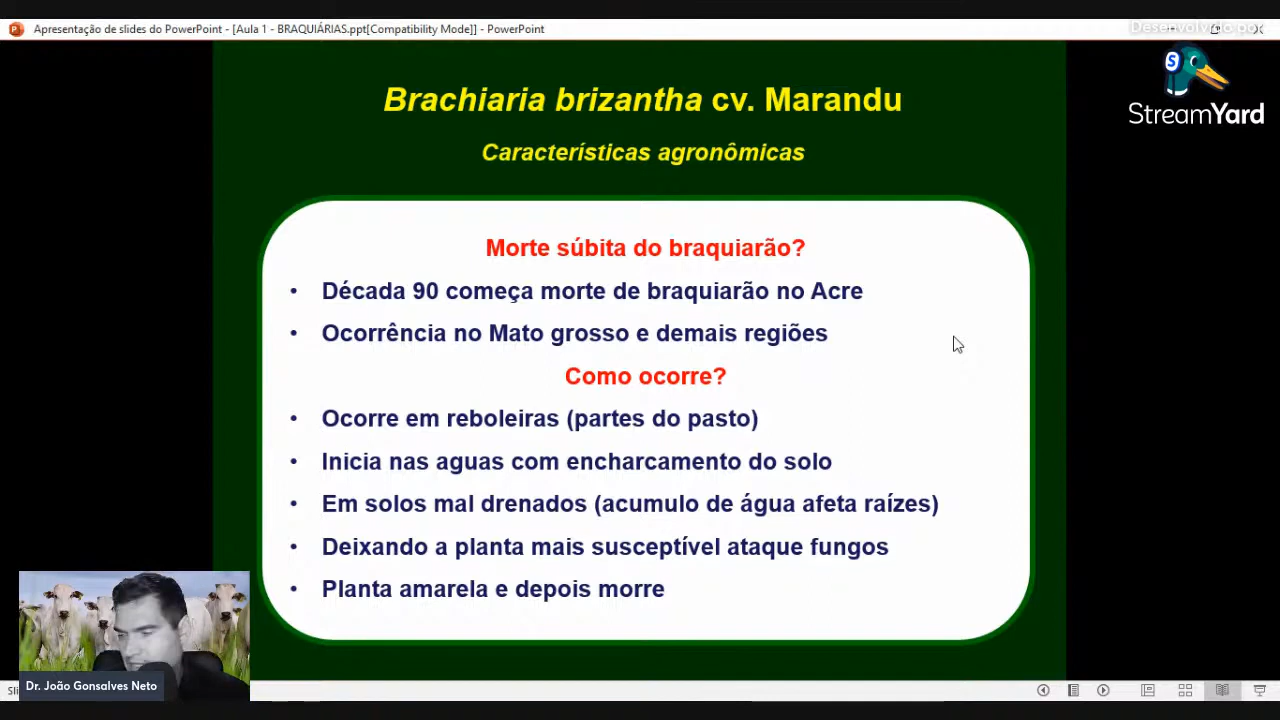 Apresentação de slides do PowerPoint - [Aula 1 - BRAQUIÁRIAS.ppt[Compatibility Mode]] - PowerPoint
Desenvolvido por
StreamYard
Brachiaria brizantha cv. Marandu
Características agronômicas
Morte súbita do braquiarão?
• Década 90 começa morte de braquiarão no Acre
• Ocorrência no Mato grosso e demais regiões
Como ocorre?
• Ocorre em reboleiras (partes do pasto)
• Inicia nas aguas com encharcamento do solo
• Em solos mal drenados (acumulo de água afeta raízes)
• Deixando a planta mais susceptível ataque fungos
• Planta amarela e depois morre
Dr. João Gonsalves Neto